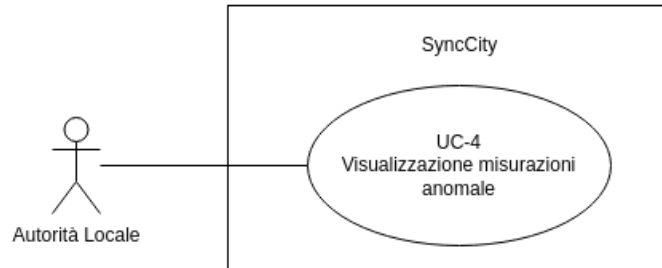 SyncCity
UC-4
Visualizzazione misurazioni
anomale
Autorità Locale